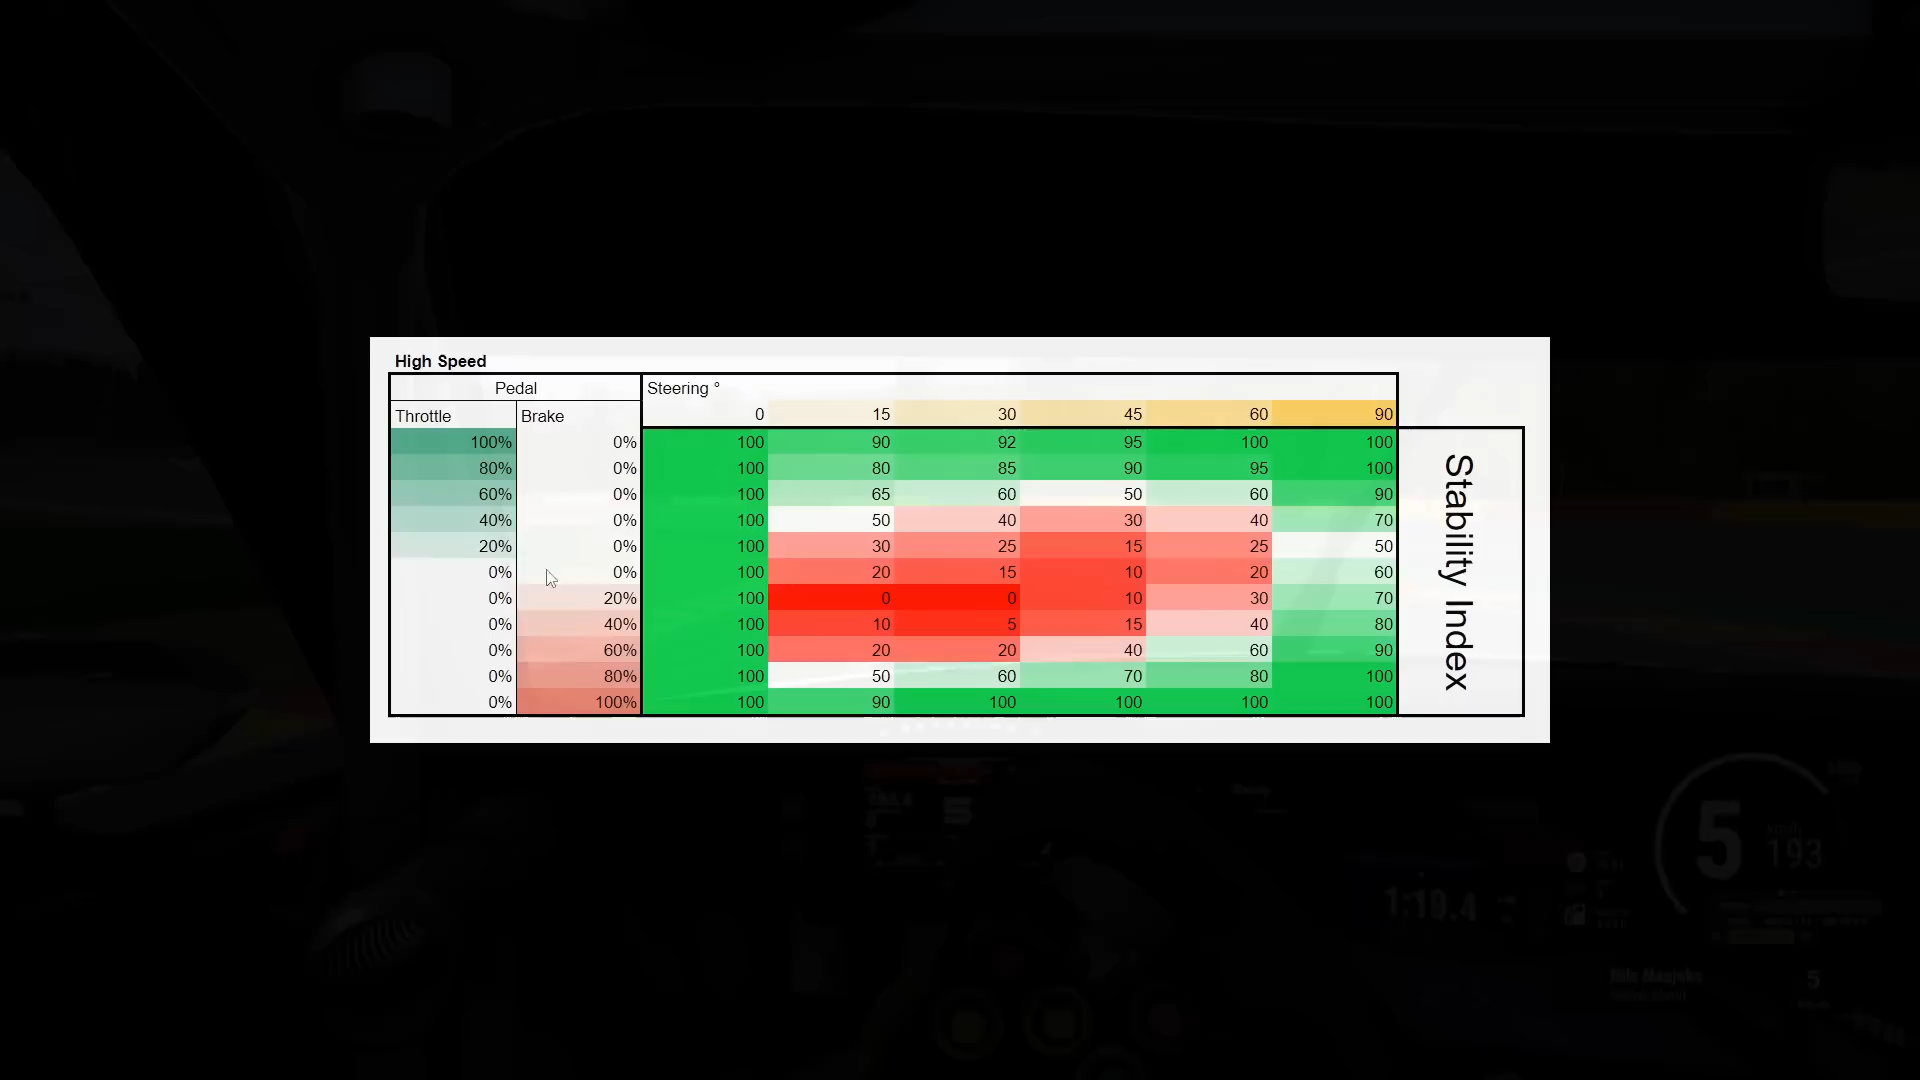 High Speed
Pedal Steering °
Throttle Brake 0 15 30 45 60 90
100% 0% 100 90 92 95 100 100
80% 0% 100 80 85 90 95 100
60% 0% 100 65 60 50 60 90
40% 0% 100 50 40 30 40 70
20% 0% 100 30 25 15 25 50
0% 0% 100 20 15 10 20 60
0% 20% 100 0 0 10 30 70
0% 40% 100 10 5 15 40 80
0% 60% 100 20 20 40 60 90
0% 80% 100 50 60 70 80 100
0% 100% 100 90 100 100 100 100
Stability Index
5
193
1:19.4
5